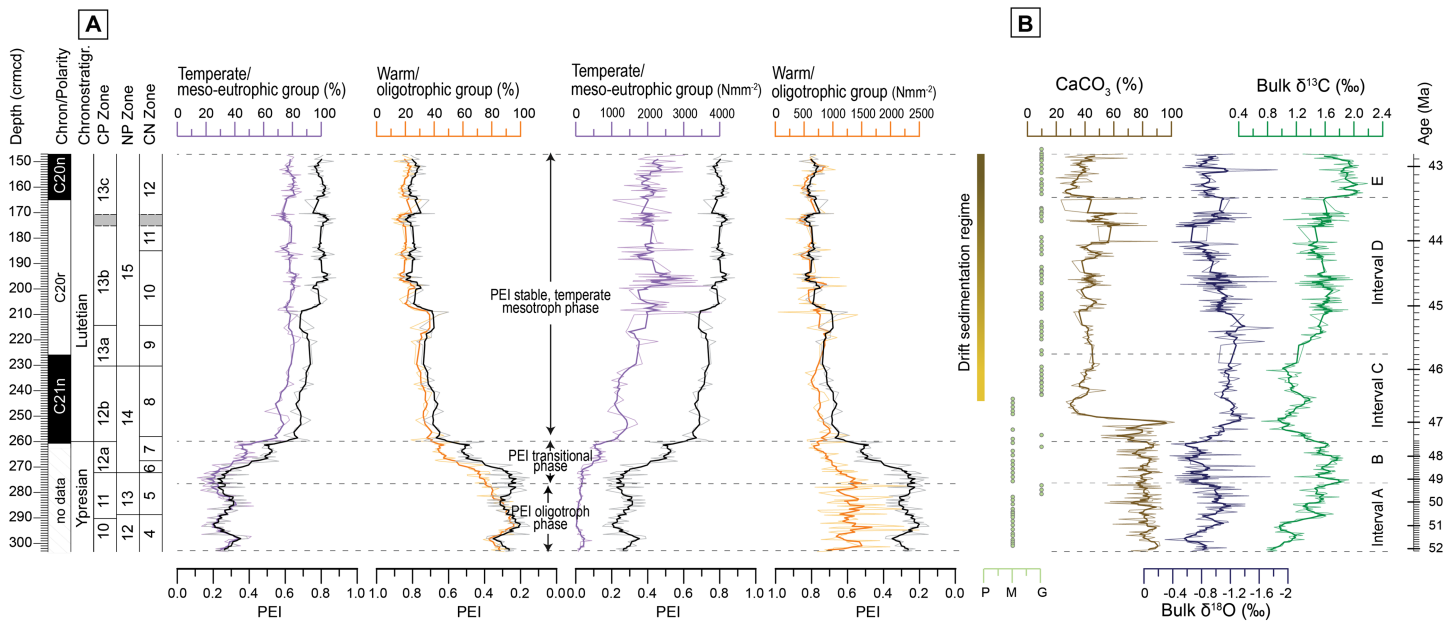 A
B
Depth (crmcd)
Chron/Polarity
Chronostratigr.
CP Zone
NP Zone
CN Zone
Temperate/
meso-eutrophic group (%)
0 20 40 60 80 100
Warm/
oligotrophic group (%)
0 20 40 60 80 100
Temperate/
meso-eutrophic group (Nmm-2)
0 1000 2000 3000 4000
Warm/
oligotrophic group (Nmm-2)
0 500 1000 1500 2000 2500
CaCO3 (%)
0 20 40 60 80 100
Bulk δ13C (‰)
0.4 0.8 1.2 1.6 2.0 2.4
Age (Ma)
150
160
170
180
190
200
210
220
230
240
250
260
270
280
290
300
C20n
C20r
C21n
no data
Lutetian
Ypresian
13c
13b
13a
12b
12a
11
10
15
14
13
12
12
11
10
9
8
7
6
5
4
PEI stable, temperate
mesotroph phase
PEI transitional
phase
PEI oligotroph
phase
Drift sedimentation regime
E
Interval D
Interval C
B
Interval A
43
44
45
46
47
48
49
50
51
52
0.0 0.2 0.4 0.6 0.8 1.0
PEI
1.0 0.8 0.6 0.4 0.2 0.0
PEI
0.0 0.2 0.4 0.6 0.8 1.0
PEI
1.0 0.8 0.6 0.4 0.2 0.0
PEI
P M G
0 -0.4 -0.8 -1.2 -1.6 -2
Bulk δ18O (‰)